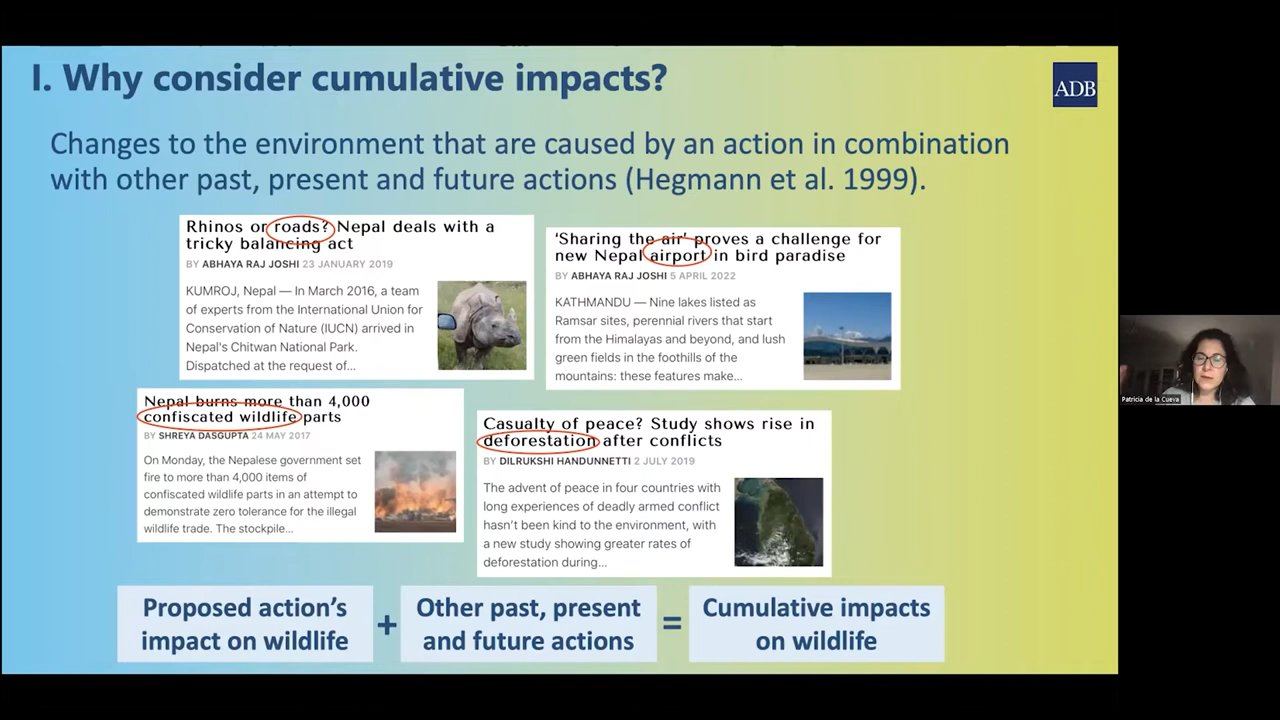 I. Why consider cumulative impacts?
ADB
Changes to the environment that are caused by an action in combination
with other past, present and future actions (Hegmann et al. 1999).
Rhinos or roads? Nepal deals with a
tricky balancing act
BY ABHAYA RAJ JOSHI 23 JANUARY 2019
KUMROJ, Nepal — In March 2016, a team
of experts from the International Union for
Conservation of Nature (IUCN) arrived in
Nepal's Chitwan National Park.
Dispatched at the request of...
‘Sharing the air’ proves a challenge for
new Nepal airport in bird paradise
BY ABHAYA RAJ JOSHI 5 APRIL 2022
KATHMANDU — Nine lakes listed as
Ramsar sites, perennial rivers that start
from the Himalayas and beyond, and lush
green fields in the foothills of the
mountains: these features make...
Nepal burns more than 4,000
confiscated wildlife parts
BY SHREYA DASGUPTA 24 MAY 2017
On Monday, the Nepalese government set
fire to more than 4,000 items of
confiscated wildlife parts in an attempt to
demonstrate zero tolerance for the illegal
wildlife trade. The stockpile...
Casualty of peace? Study shows rise in
deforestation after conflicts
BY DILRUKSHI HANDUNNETTI 2 JULY 2019
The advent of peace in four countries with
long experiences of deadly armed conflict
hasn't been kind to the environment, with
a new study showing greater rates of
deforestation during...
Proposed action’s
impact on wildlife
+
Other past, present
and future actions
=
Cumulative impacts
on wildlife
Patricia de la Cueva